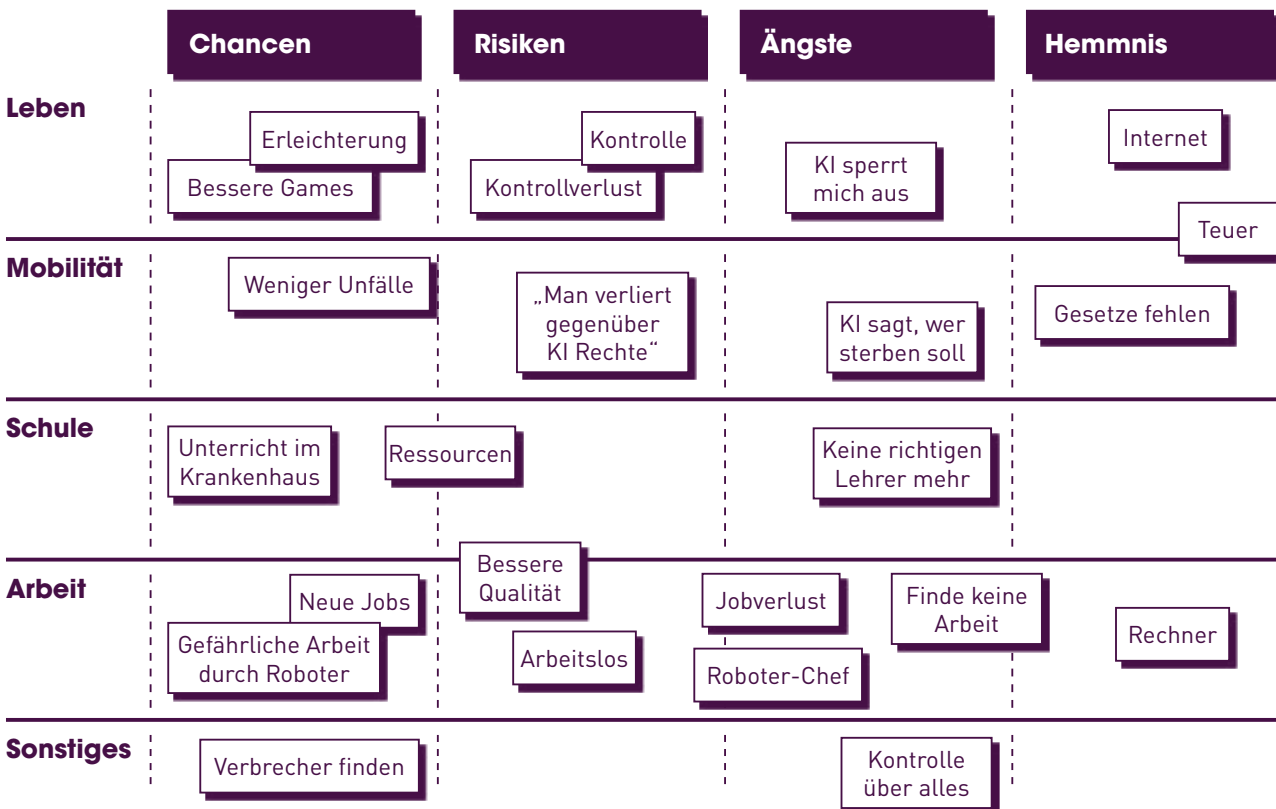 Chancen
Risiken
Ängste
Hemmnis
Leben
Erleichterung
Bessere Games
Kontrolle
Kontrollverlust
KI sperrt
mich aus
Internet
Teuer
Mobilität
Weniger Unfälle
„Man verliert
gegenüber
KI Rechte“
KI sagt, wer
sterben soll
Gesetze fehlen
Schule
Unterricht im
Krankenhaus
Ressourcen
Keine richtigen
Lehrer mehr
Arbeit
Neue Jobs
Gefährliche Arbeit
durch Roboter
Bessere
Qualität
Arbeitslos
Jobverlust
Roboter-Chef
Finde keine
Arbeit
Rechner
Sonstiges
Verbrecher finden
Kontrolle
über alles